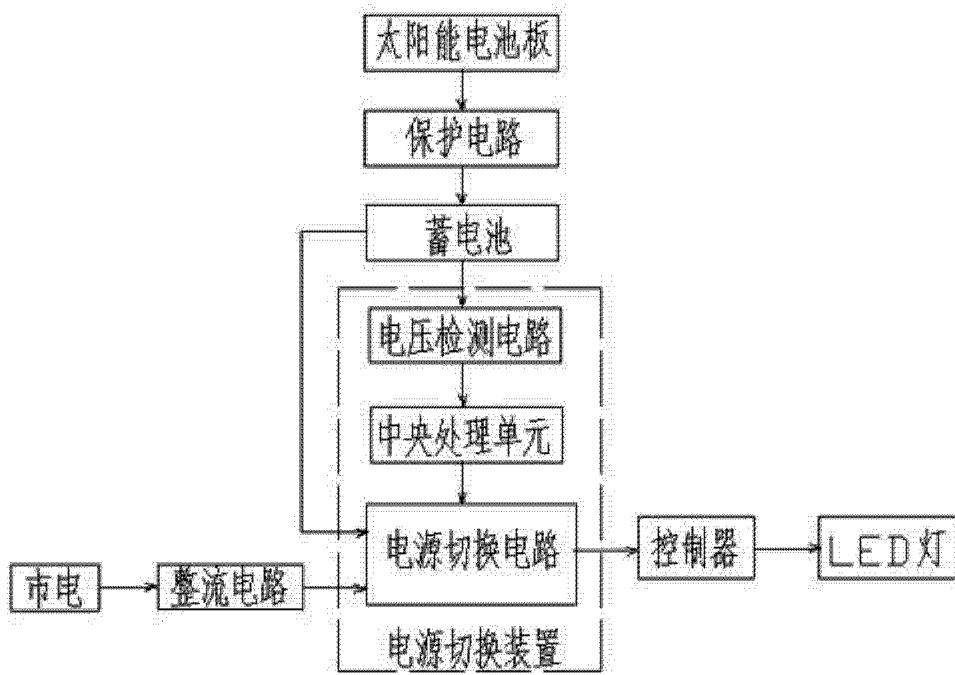 太阳能电池板
保护电路
蓄电池
电压检测电路
中央处理单元
电源切换电路
控制器
LED灯
市电
整流电路
电源切换装置